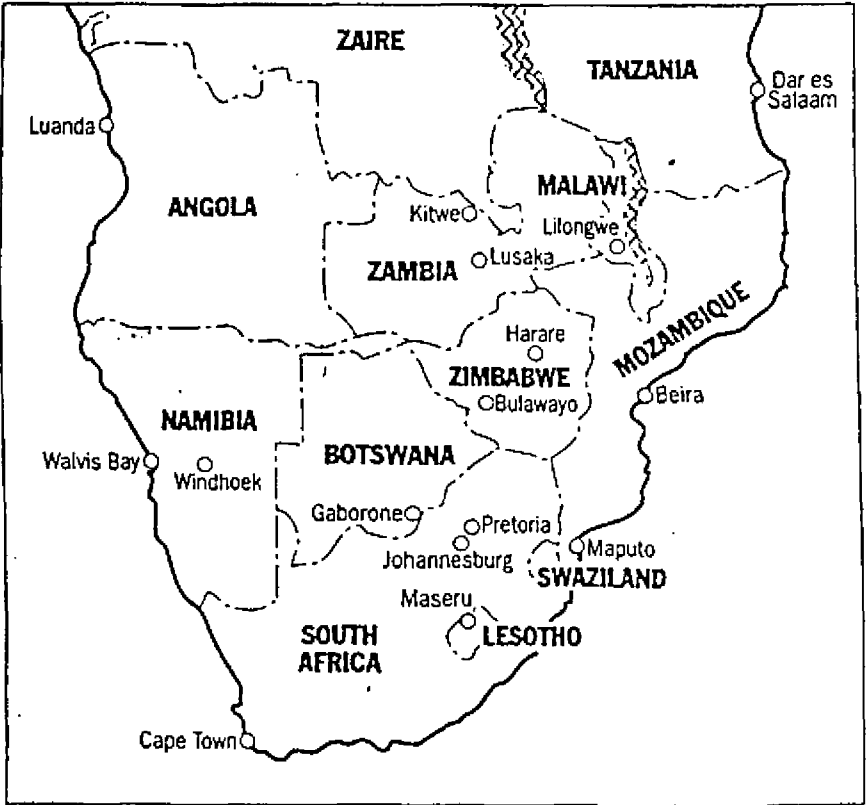 ZAIRE
TANZANIA
Dar es
Salaam
Luanda
ANGOLA
MALAWI
Kitwe
Lilongwe
ZAMBIA
Lusaka
MOZAMBIQUE
Harare
ZIMBABWE
Bulawayo
Beira
NAMIBIA
Walvis Bay
Windhoek
BOTSWANA
Gaborone
Pretoria
Johannesburg
Maputo
SWAZILAND
Maseru
LESOTHO
SOUTH
AFRICA
Cape Town